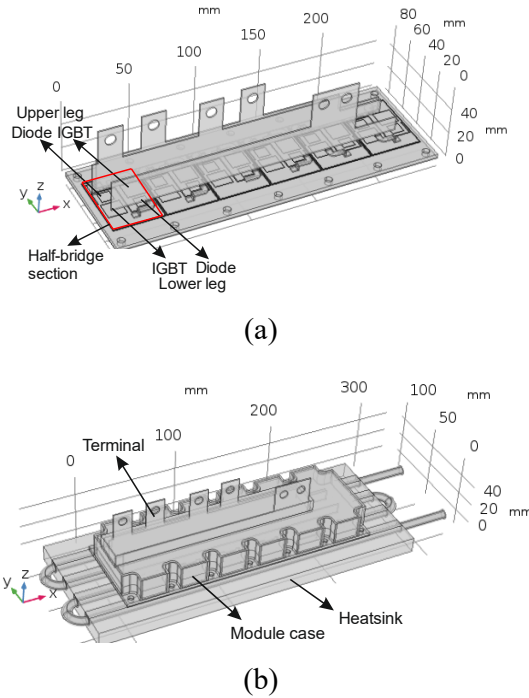 mm
0
50
100
150
200
80
60
40
20
0
40
20
0
mm
Upper leg
Diode IGBT
y z x
Half-bridge
section
IGBT Diode
Lower leg
(a)
mm
0
100
200
300
100
50
0
mm
40
20
0
mm
Terminal
y z x
Module case
Heatsink
(b)